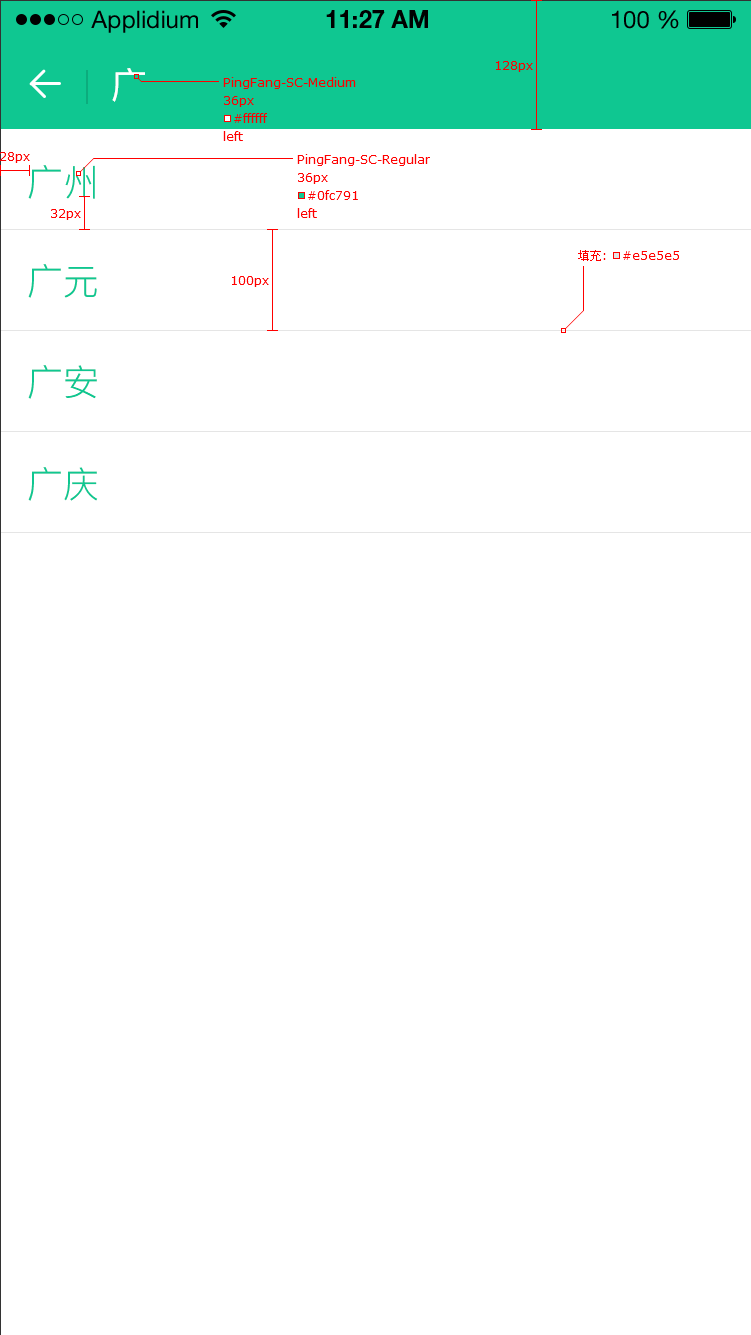 Applidium 11:27 AM 100 %
128px
广
PingFang-SC-Medium
36px
#ffffff
left
28px
广州
PingFang-SC-Regular
36px
#0fc791
left
32px
广元
100px
填充: #e5e5e5
广安
广庆